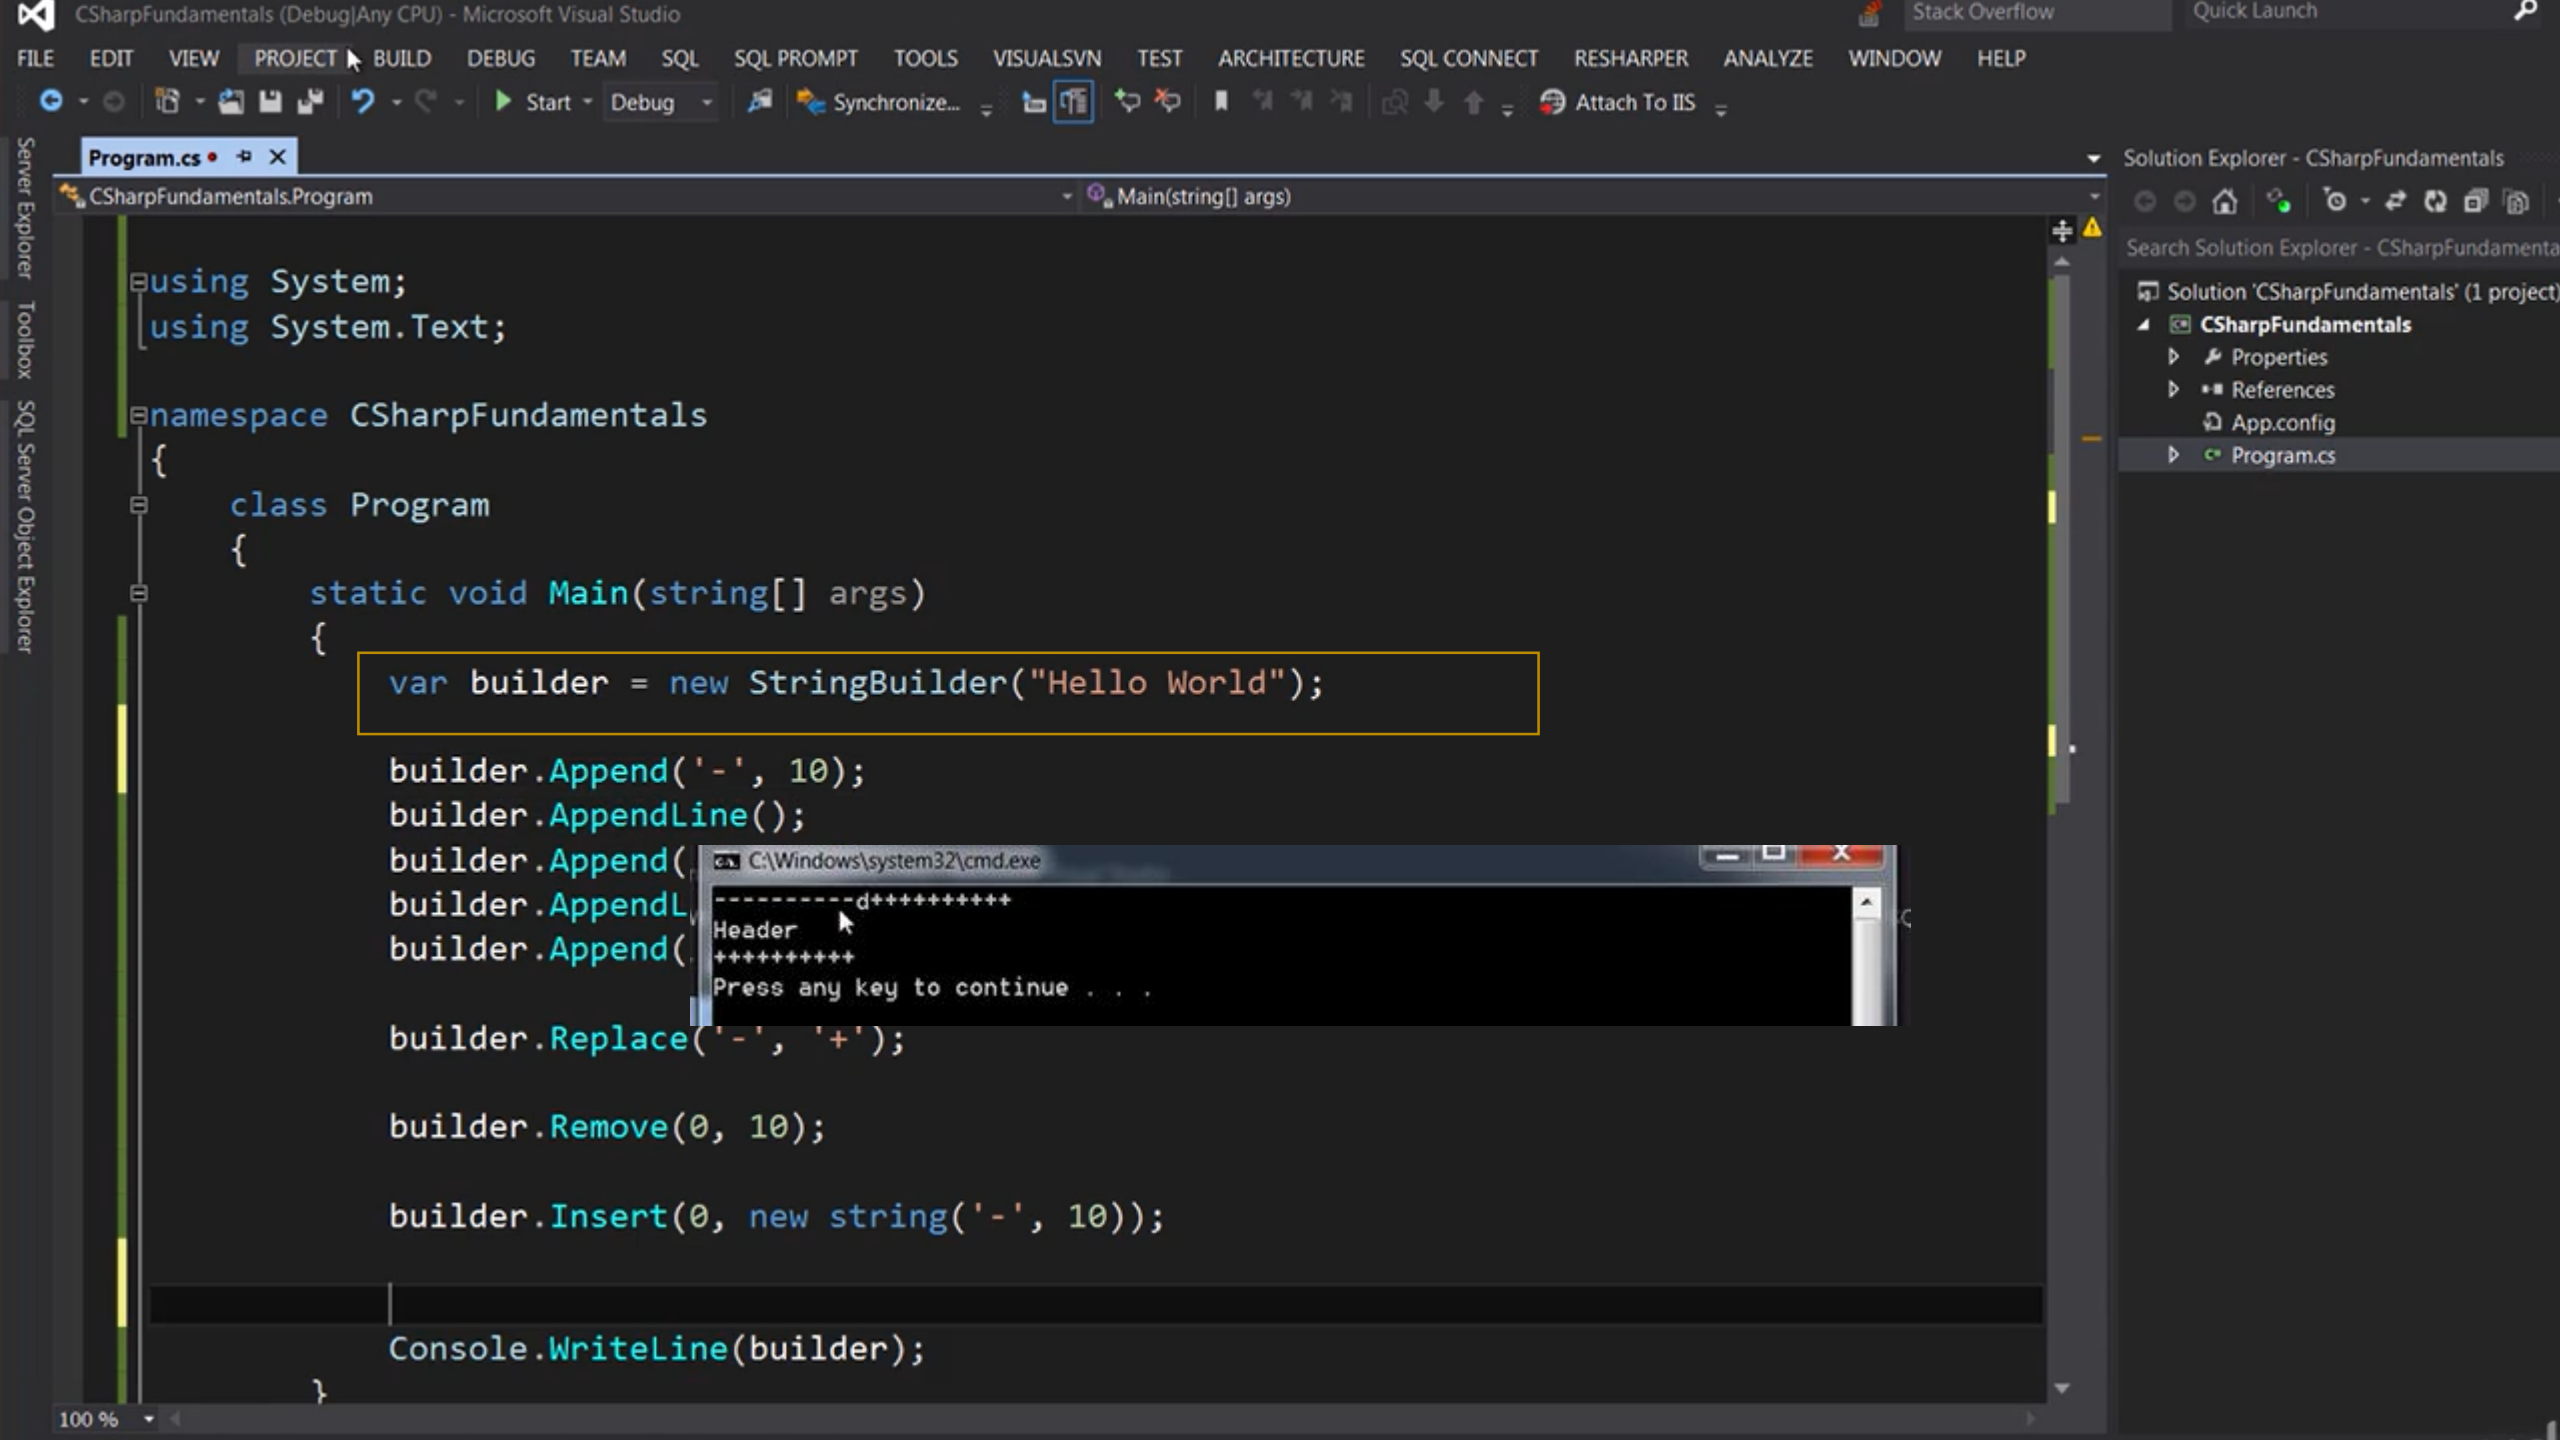 CSharpFundamentals (Debug|Any CPU) - Microsoft Visual Studio
Stack Overflow
Quick Launch
FILE EDIT VIEW PROJECT BUILD DEBUG TEAM SQL SQL PROMPT TOOLS VISUALSVN TEST ARCHITECTURE SQL CONNECT RESHARPER ANALYZE WINDOW HELP
Start Debug Synchronize... Attach To IIS
Server Explorer
Toolbox
SQL Server Object Explorer
Program.cs
CSharpFundamentals.Program
Main(string[] args)
using System;
using System.Text;
namespace CSharpFundamentals
{
class Program
{
static void Main(string[] args)
{
var builder = new StringBuilder("Hello World");
builder.Append('-', 10);
builder.AppendLine();
builder.Append(
builder.AppendL
builder.Append(
C:\Windows\system32\cmd.exe
----------d++++++++++
Header
++++++++++
Press any key to continue . . .
builder.Replace('-', '+');
builder.Remove(0, 10);
builder.Insert(0, new string('-', 10));
Console.WriteLine(builder);
}
100 %
Solution Explorer - CSharpFundamentals
Search Solution Explorer - CSharpFundamenta
Solution 'CSharpFundamentals' (1 project)
CSharpFundamentals
Properties
References
App.config
Program.cs